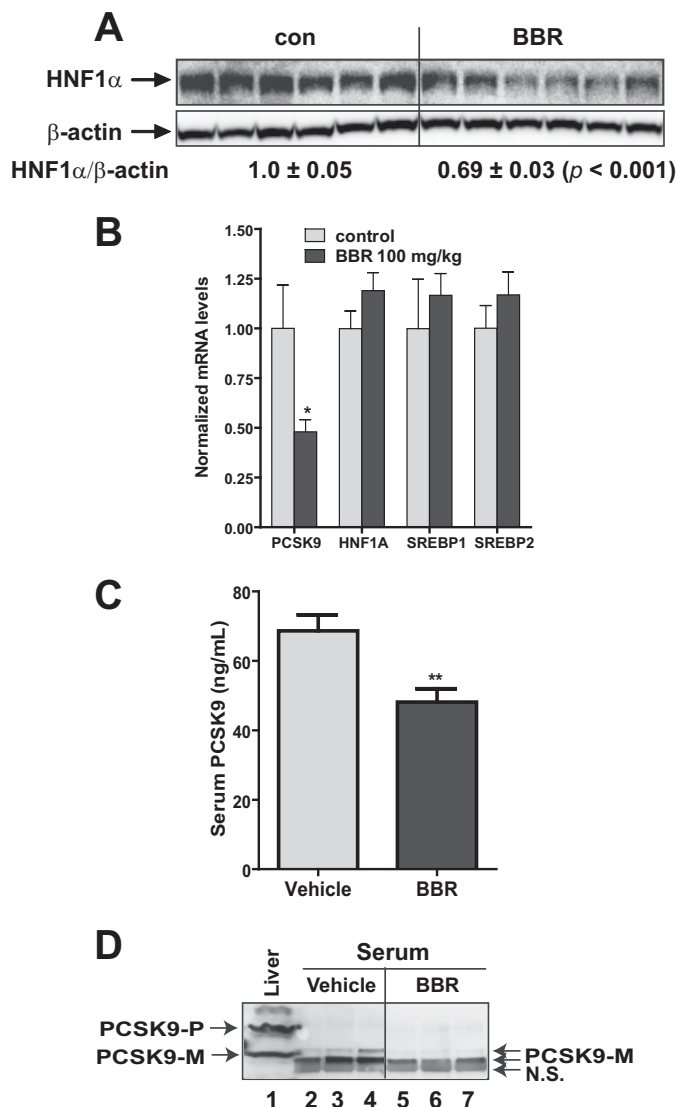 A
con BBR
HNF1α
β-actin
HNF1α/β-actin 1.0 ± 0.05 0.69 ± 0.03 (p < 0.001)
B
Normalized mRNA levels
1.50
1.25
1.00
0.75
0.50
0.25
0.00
control
BBR 100 mg/kg
*
PCSK9 HNF1A SREBP1 SREBP2
C
Serum PCSK9 (ng/mL)
80
60
40
20
0
**
Vehicle BBR
D
Liver
Serum
Vehicle BBR
PCSK9-P
PCSK9-M
PCSK9-M
N.S.
1 2 3 4 5 6 7